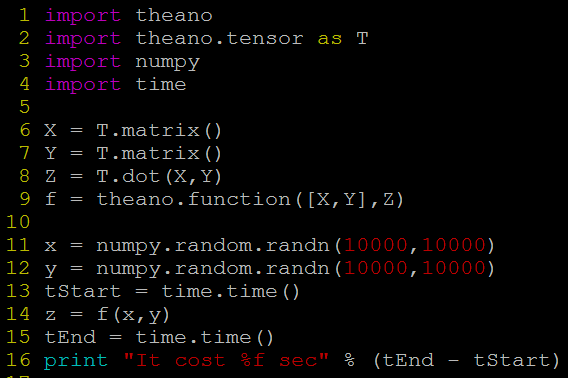 1 import theano
2 import theano.tensor as T
3 import numpy
4 import time
5
6 X = T.matrix()
7 Y = T.matrix()
8 Z = T.dot(X,Y)
9 f = theano.function([X,Y],Z)
10
11 x = numpy.random.randn(10000,10000)
12 y = numpy.random.randn(10000,10000)
13 tStart = time.time()
14 z = f(x,y)
15 tEnd = time.time()
16 print "It cost %f sec" % (tEnd - tStart)